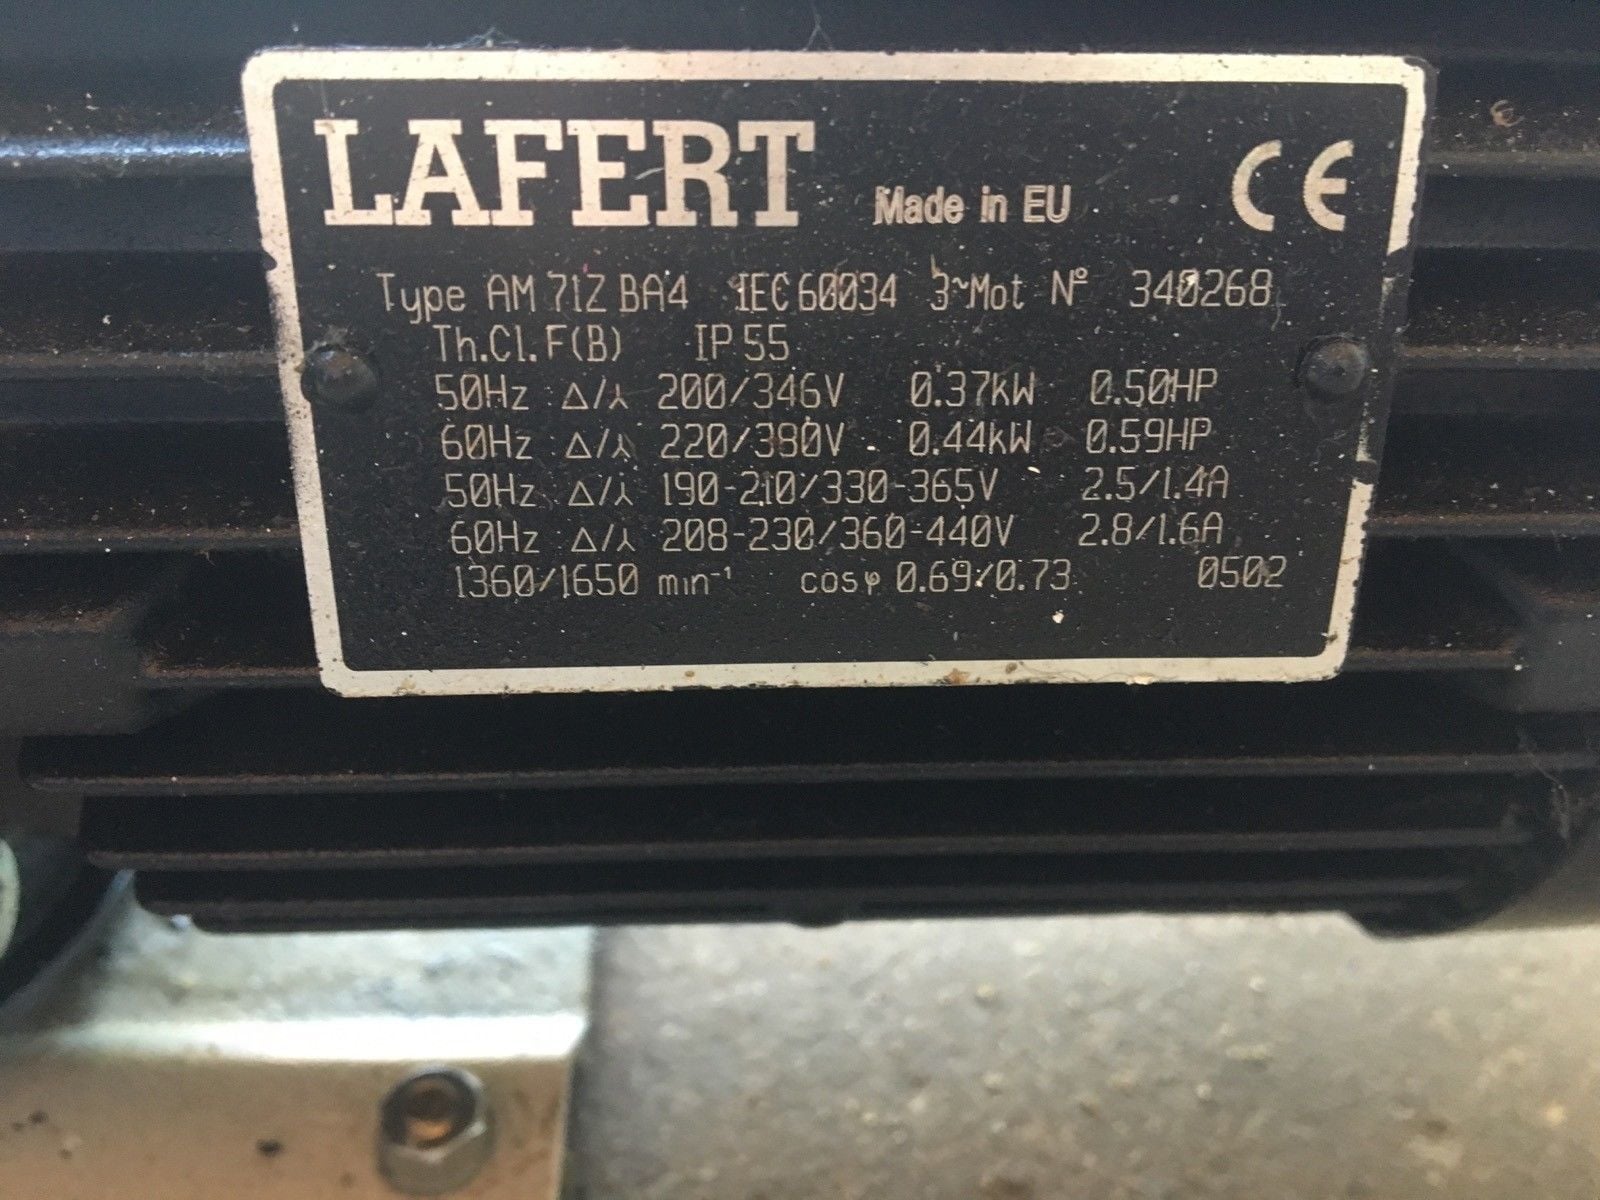 LAFERT Made in EU CE
Type AM 71Z BA4 IEC 60034 3~Mot Nº 340268
Th.Cl. F(B) IP 55
50Hz Δ/⅄ 200/346V 0.37kW 0.50HP
60Hz Δ/⅄ 220/380V 0.44kW 0.59HP
50Hz Δ/⅄ 190-210/330-365V 2.5/1.4A
60Hz Δ/⅄ 208-230/360-440V 2.8/1.6A
1360/1650 min⁻¹ cosφ 0.69/0.73 0502